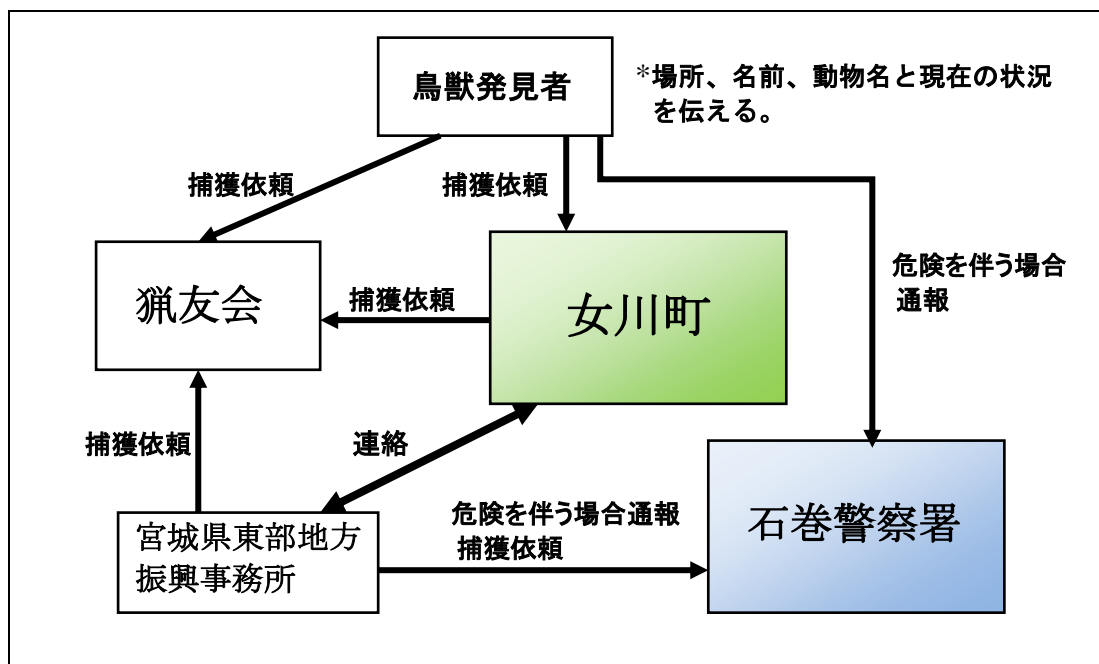 鳥獣発見者
*場所、名前、動物名と現在の状況
を伝える。
捕獲依頼
捕獲依頼
危険を伴う場合
通報
猟友会
捕獲依頼
女川町
捕獲依頼
連絡
宮城県東部地方
振興事務所
危険を伴う場合通報
捕獲依頼
石巻警察署